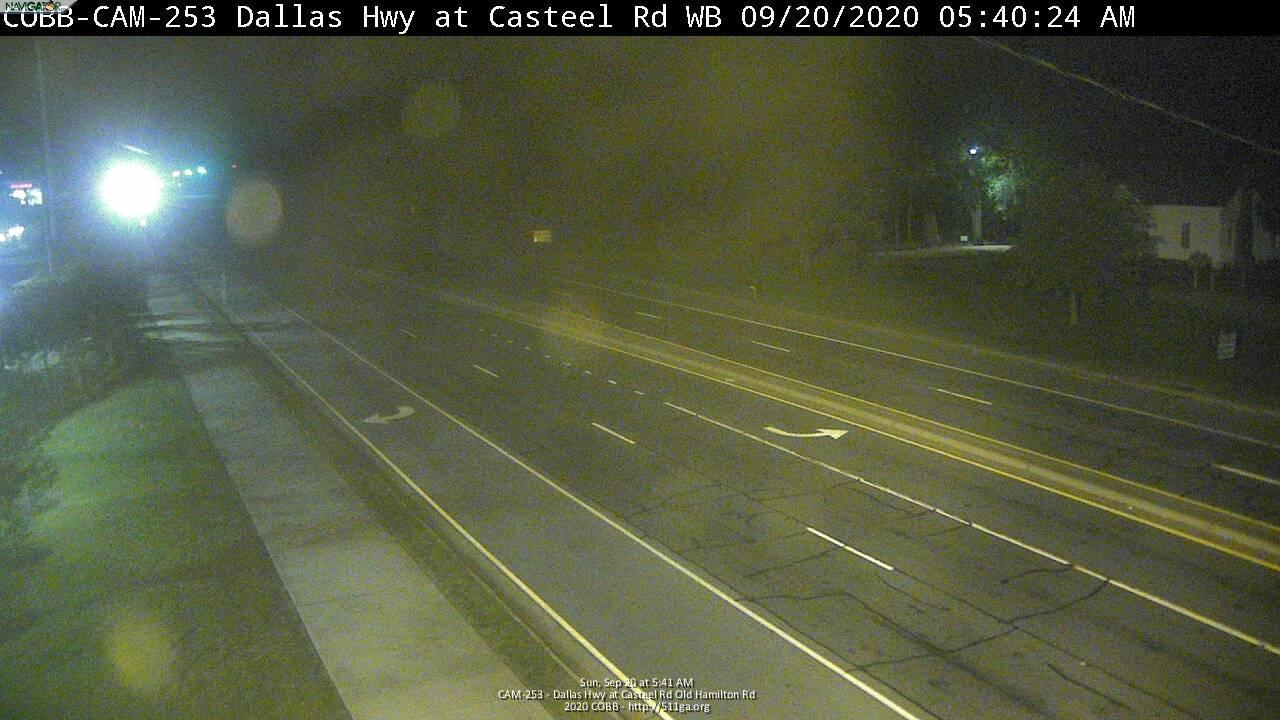 NAVIGATOR
COBB-CAM-253 Dallas Hwy at Casteel Rd WB 09/20/2020 05:40:24 AM
Sun, Sep 20 at 5:41 AM
CAM-253 - Dallas Hwy at Casteel Rd Old Hamilton Rd
2020 COBB - http://511ga.org